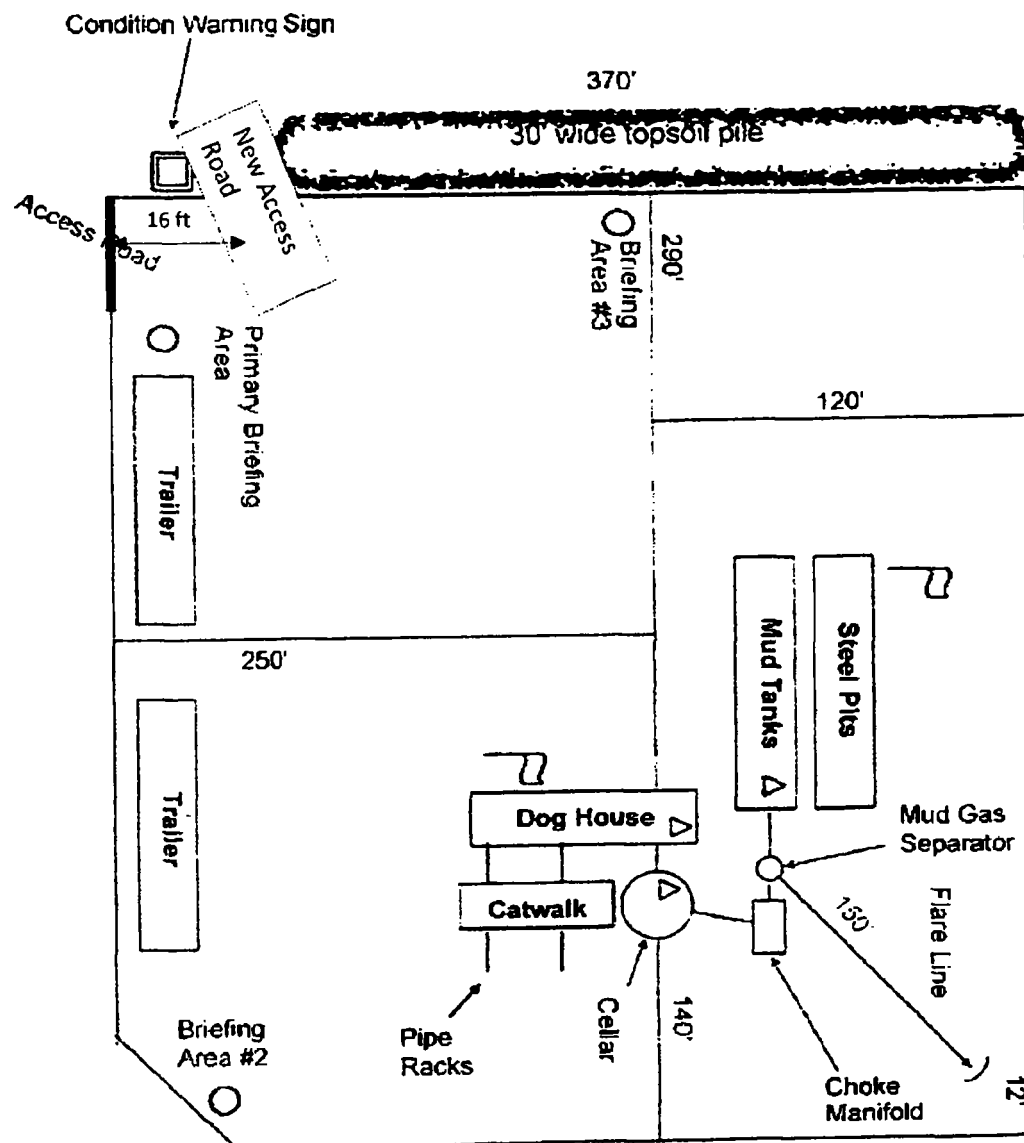 Condition Warning Sign
370'
30' wide topsoil pile
New Access
Road
Access Road
16 ft
290'
Briefing
Area #3
Primary Briefing
Area
120'
Trailer
Mud Tanks
Steel Pits
250'
Trailer
Dog House
Mud Gas
Separator
Catwalk
150'
Flare Line
Cellar
140'
Pipe
Racks
Briefing
Area #2
Choke
Manifold
12'